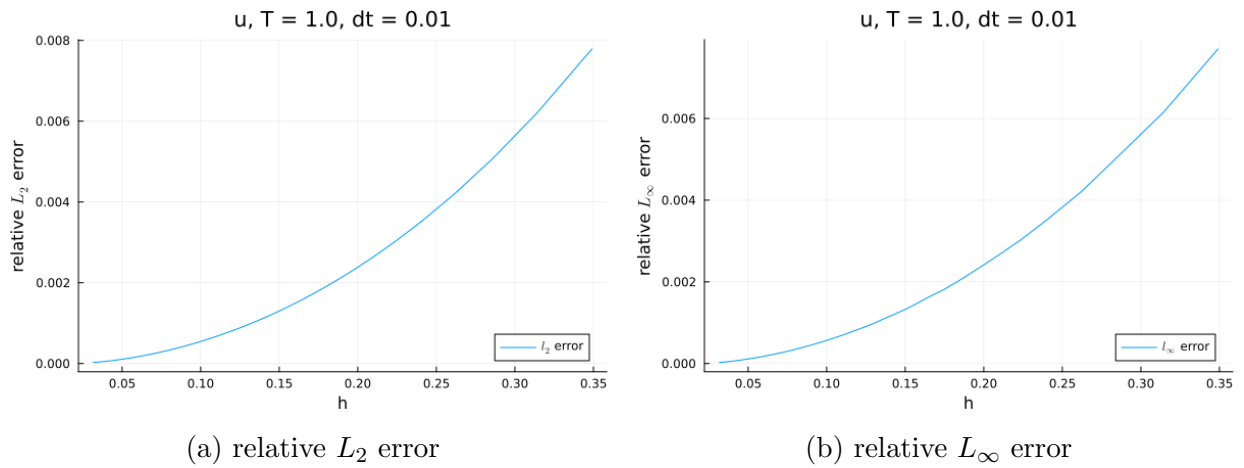 u, T = 1.0, dt = 0.01
relative L₂ error
0.008
0.006
0.004
0.002
0.000
0.05 0.10 0.15 0.20 0.25 0.30 0.35
h
l₂ error
(a) relative L₂ error
u, T = 1.0, dt = 0.01
relative L∞ error
0.006
0.004
0.002
0.000
0.05 0.10 0.15 0.20 0.25 0.30 0.35
h
l∞ error
(b) relative L∞ error